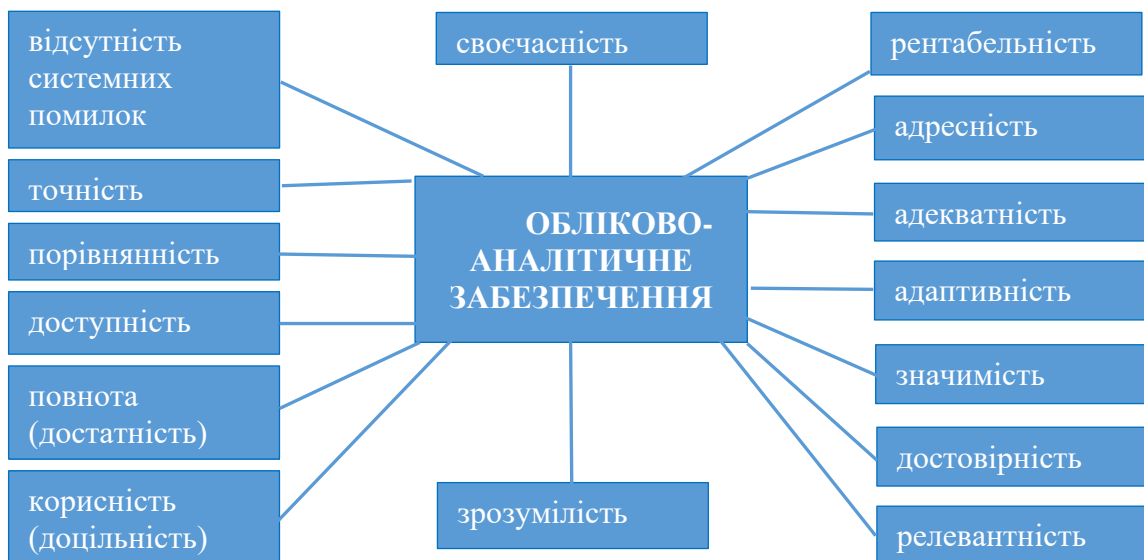 відсутність
системних
помилок
точність
порівнянність
доступність
повнота
(достатність)
корисність
(доцільність)
своєчасність
ОБЛІКОВО-
АНАЛІТИЧНЕ
ЗАБЕЗПЕЧЕННЯ
зрозумілість
рентабельність
адресність
адекватність
адаптивність
значимість
достовірність
релевантність